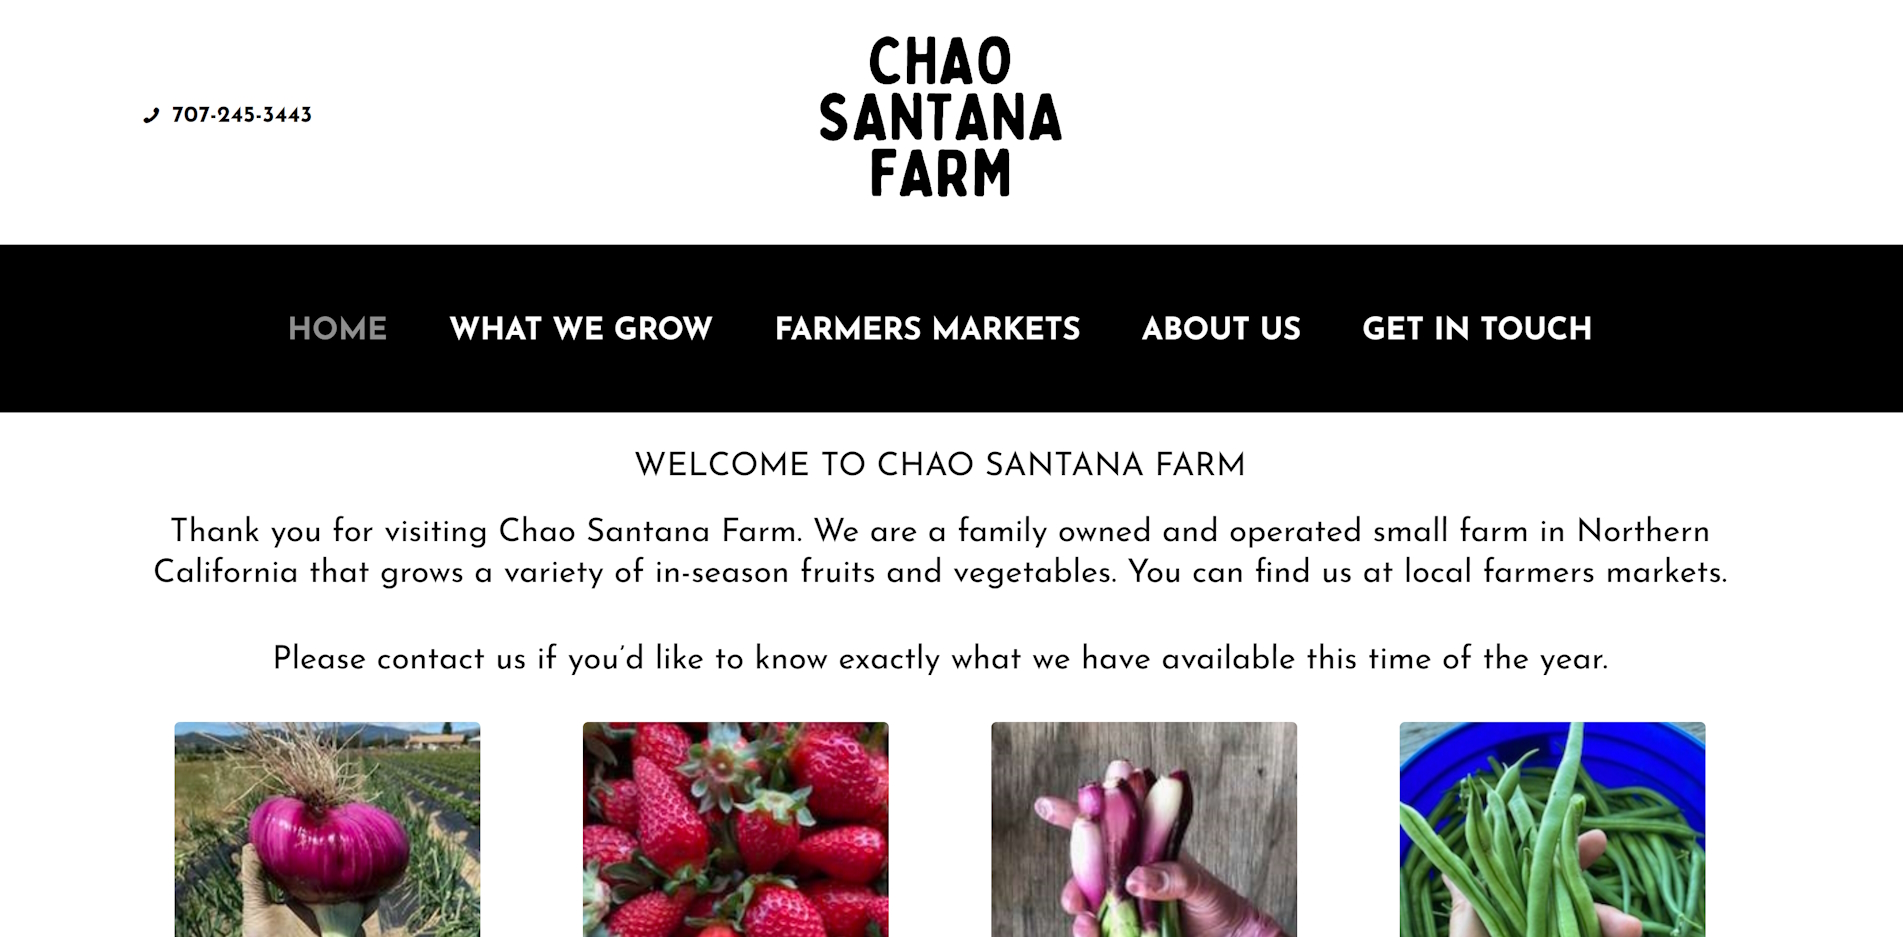 707-245-3443
CHAO
SANTANA
FARM
HOME WHAT WE GROW FARMERS MARKETS ABOUT US GET IN TOUCH
WELCOME TO CHAO SANTANA FARM
Thank you for visiting Chao Santana Farm. We are a family owned and operated small farm in Northern
California that grows a variety of in-season fruits and vegetables. You can find us at local farmers markets.
Please contact us if you'd like to know exactly what we have available this time of the year.